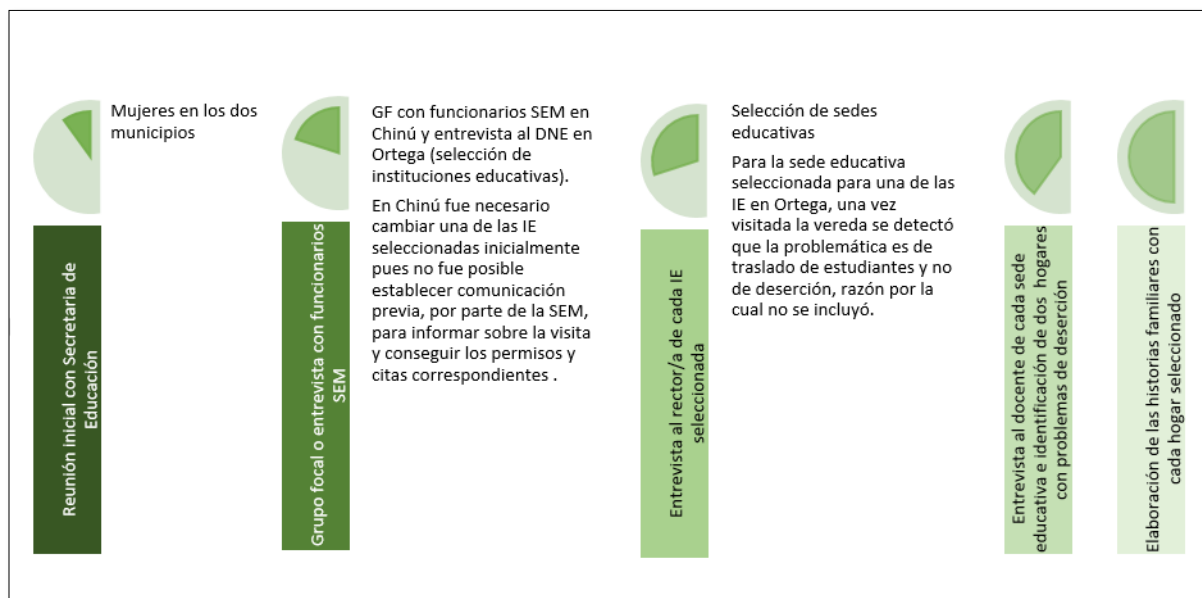 Reunión inicial con Secretaria de
Educación
Mujeres en los dos
municipios
Grupo focal o entrevista con funcionarios
SEM
GF con funcionarios SEM en
Chinú y entrevista al DNE en
Ortega (selección de
instituciones educativas).
En Chinú fue necesario
cambiar una de las IE
seleccionadas inicialmente
pues no fue posible
establecer comunicación
previa, por parte de la SEM,
para informar sobre la visita
y conseguir los permisos y
citas correspondientes .
Entrevista al rector/a de cada IE
seleccionada
Selección de sedes
educativas
Para la sede educativa
seleccionada para una de las
IE en Ortega, una vez
visitada la vereda se detectó
que la problemática es de
traslado de estudiantes y no
de deserción, razón por la
cual no se incluyó.
Entrevista al docente de cada sede
educativa e identificación de dos hogares
con problemas de deserción
Elaboración de las historias familiares con
cada hogar seleccionado